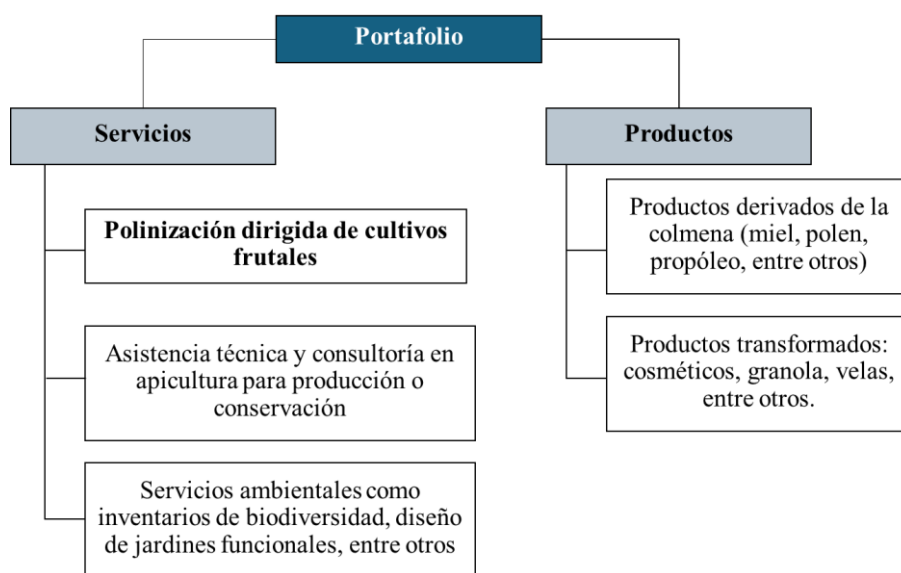 Portafolio
Servicios
Polinización dirigida de cultivos
frutales
Asistencia técnica y consultoría en
apicultura para producción o
conservación
Servicios ambientales como
inventarios de biodiversidad, diseño
de jardines funcionales, entre otros
Productos
Productos derivados de la
colmena (miel, polen,
propóleo, entre otros)
Productos transformados:
cosméticos, granola, velas,
entre otros.